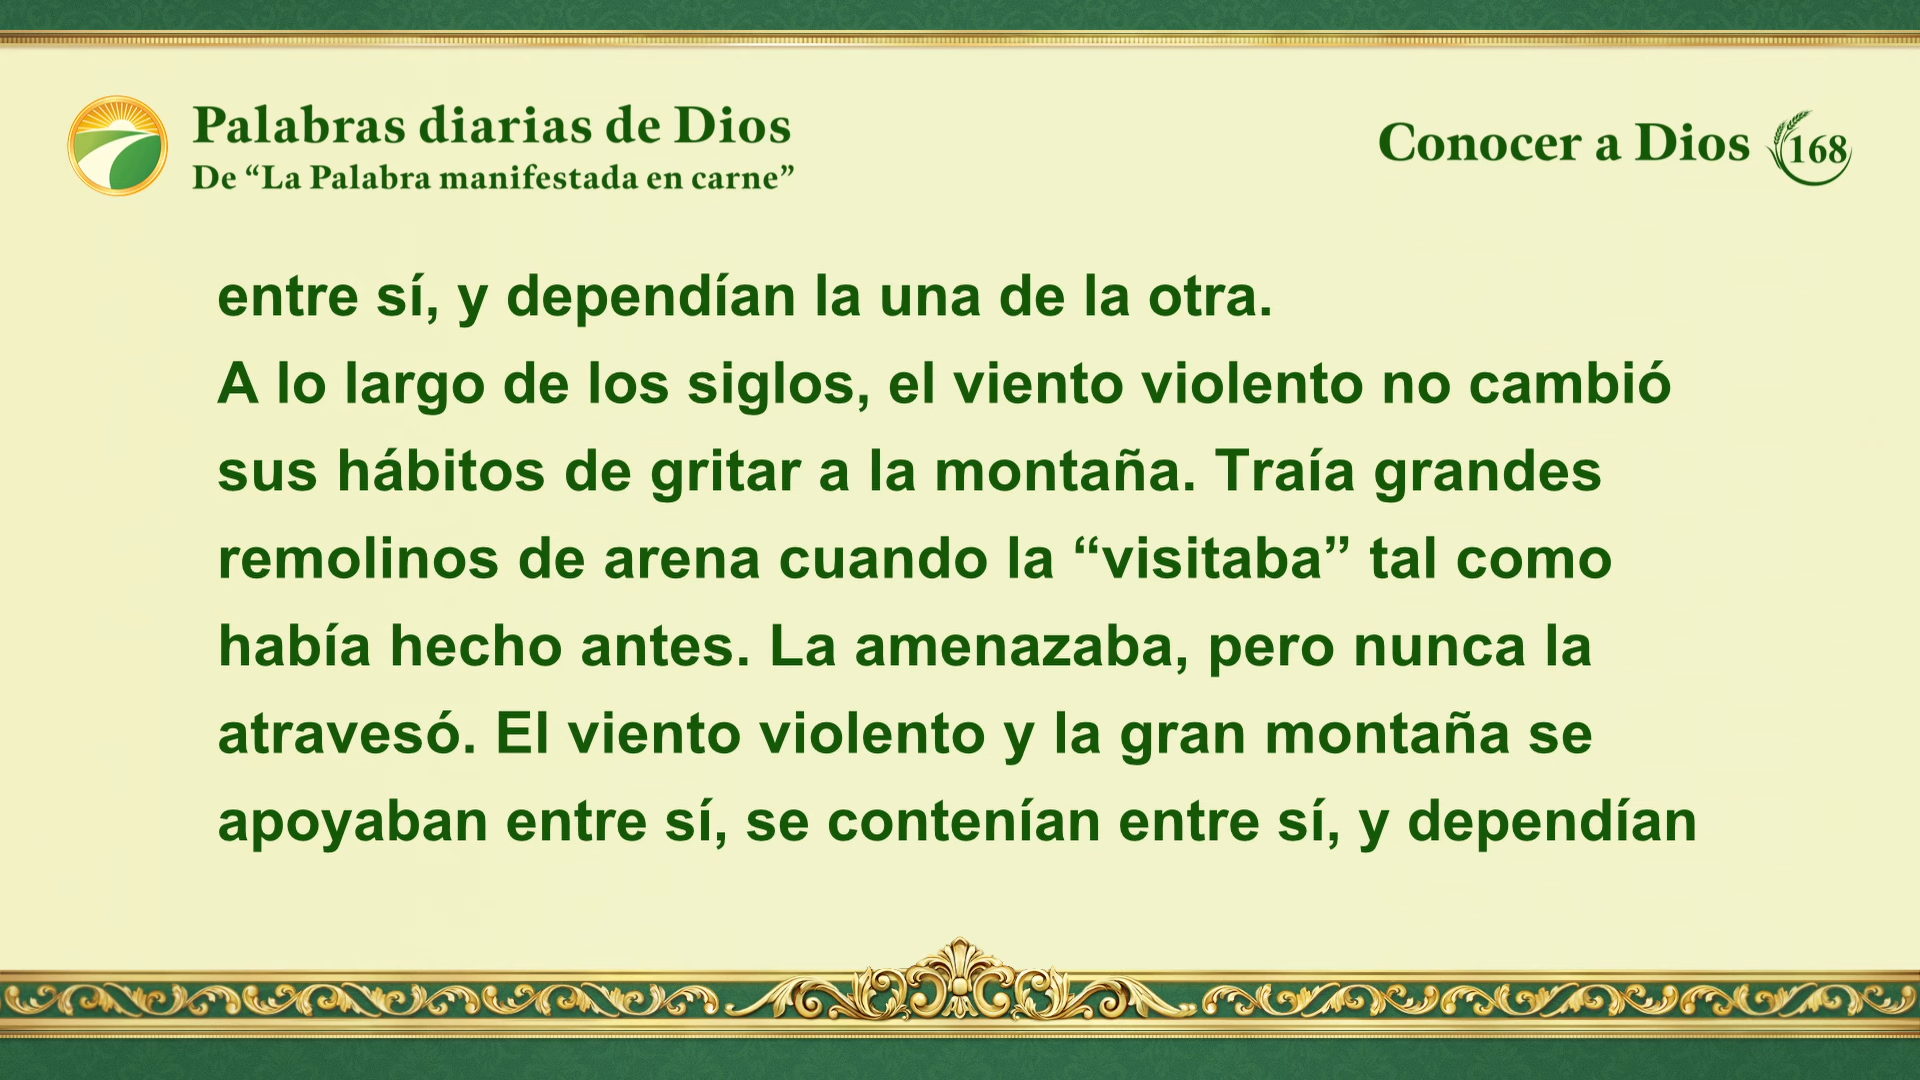 Palabras diarias de Dios
De “La Palabra manifestada en carne”
Conocer a Dios 168
entre sí, y dependían la una de la otra.
A lo largo de los siglos, el viento violento no cambió
sus hábitos de gritar a la montaña. Traía grandes
remolinos de arena cuando la “visitaba” tal como
había hecho antes. La amenazaba, pero nunca la
atravesó. El viento violento y la gran montaña se
apoyaban entre sí, se contenían entre sí, y dependían